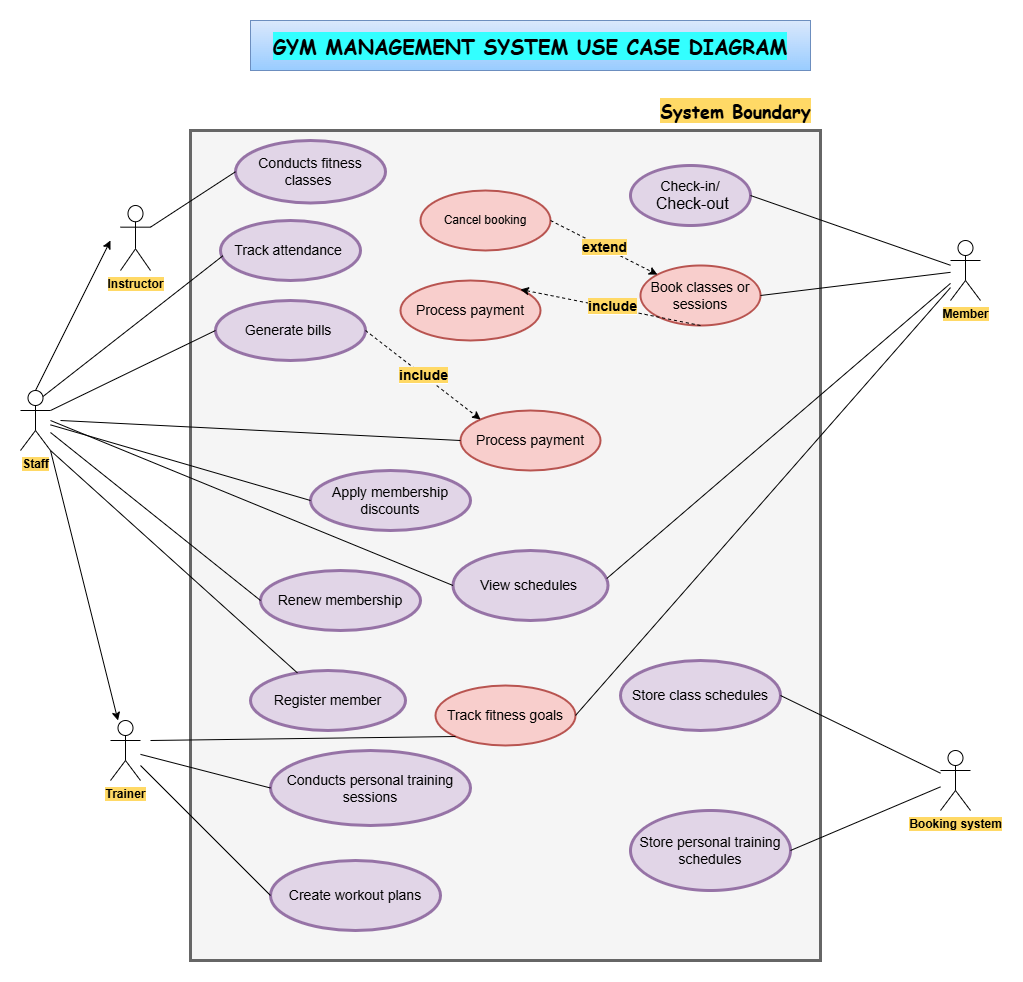 GYM MANAGEMENT SYSTEM USE CASE DIAGRAM
System Boundary
Conducts fitness
classes
Check-in/
Check-out
Cancel booking
Track attendance
extend
Instructor
Book classes or
sessions
Process payment
include
Member
Generate bills
include
Process payment
Staff
Apply membership
discounts
View schedules
Renew membership
Register member
Track fitness goals
Store class schedules
Conducts personal training
sessions
Trainer
Booking system
Store personal training
schedules
Create workout plans